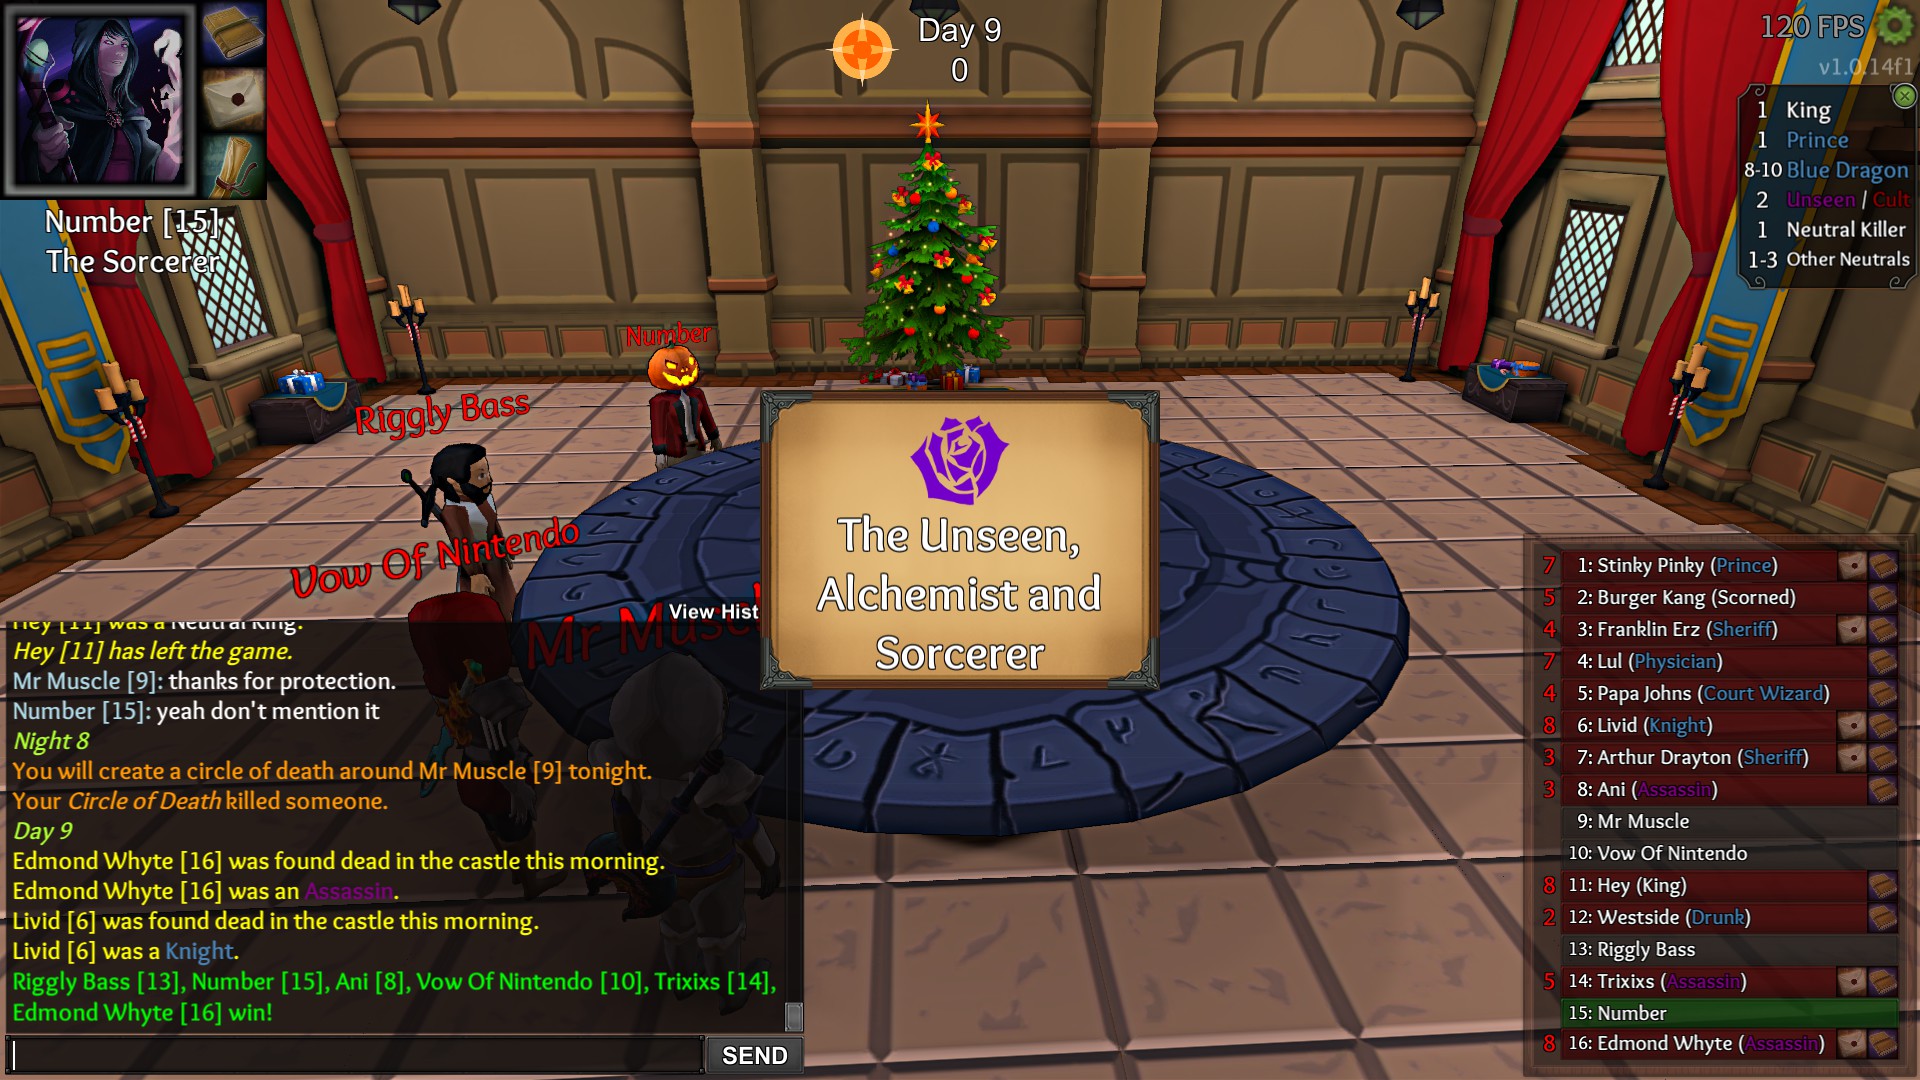 Number [15]
The Sorcerer
Day 9
0
120 FPS
v1.0.14f1
1 King
1 Prince
8-10 Blue Dragon
2 Unseen / Cult
1 Neutral Killer
1-3 Other Neutrals
Number
Riggly Bass
Vow Of Nintendo
Mr Musc
View Hist
The Unseen,
Alchemist and
Sorcerer
Hey [11] was a Neutral King.
Hey [11] has left the game.
Mr Muscle [9]: thanks for protection.
Number [15]: yeah don't mention it
Night 8
You will create a circle of death around Mr Muscle [9] tonight.
Your Circle of Death killed someone.
Day 9
Edmond Whyte [16] was found dead in the castle this morning.
Edmond Whyte [16] was an Assassin.
Livid [6] was found dead in the castle this morning.
Livid [6] was a Knight.
Riggly Bass [13], Number [15], Ani [8], Vow Of Nintendo [10], Trixixs [14],
Edmond Whyte [16] win!
SEND
7 1: Stinky Pinky (Prince)
5 2: Burger Kang (Scorned)
4 3: Franklin Erz (Sheriff)
7 4: Lul (Physician)
4 5: Papa Johns (Court Wizard)
8 6: Livid (Knight)
3 7: Arthur Drayton (Sheriff)
3 8: Ani (Assassin)
9: Mr Muscle
10: Vow Of Nintendo
8 11: Hey (King)
2 12: Westside (Drunk)
13: Riggly Bass
5 14: Trixixs (Assassin)
15: Number
8 16: Edmond Whyte (Assassin)